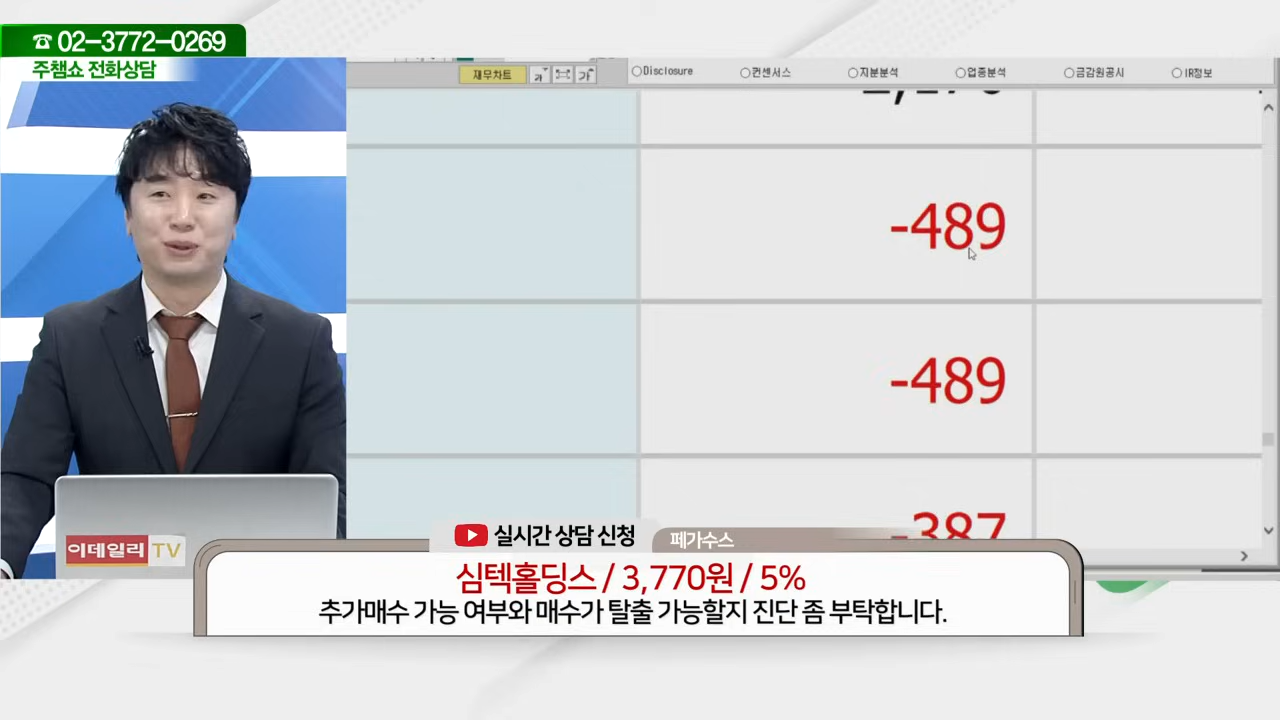 ☎ 02-3772-0269
주챔쇼 전화상담
재무차트
가
가
Disclosure
컨센서스
지분분석
업종분석
금감원공시
IR정보
-489
-489
-387
이데일리 TV
실시간 상담 신청
페가수스
심텍홀딩스 / 3,770원 / 5%
추가매수 가능 여부와 매수가 탈출 가능할지 진단 좀 부탁합니다.